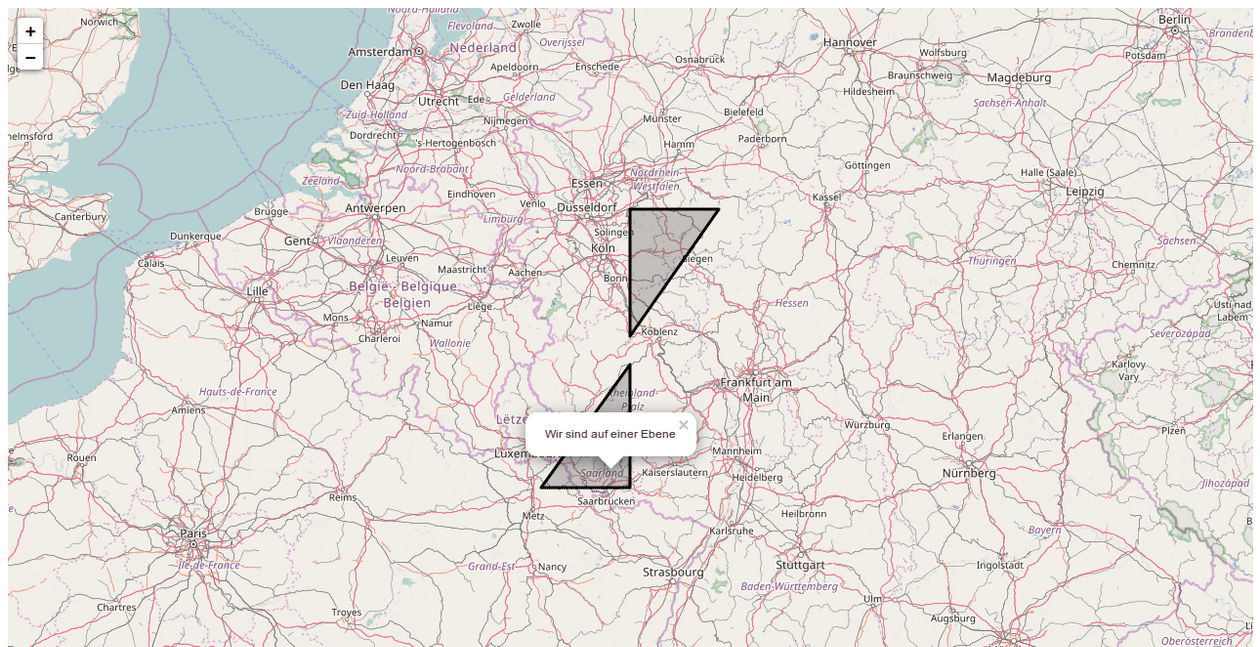 Noord-Holland
Norwich
+
−
Zwolle
Flevoland
Berlin
Brandenb
Amsterdam
Nederland
Overijssel
Hannover
Wolfsburg
Potsdam
Osnabrück
Apeldoorn
Enschede
Braunschweig
Magdeburg
Den Haag
Hildesheim
Utrecht
Ede
Gelderland
Sachsen-Anhalt
Zuid-Holland
Nijmegen
Münster
Bielefeld
helmsford
Dordrecht
's-Hertogenbosch
Hamm
Paderborn
Noord-Brabant
Göttingen
Halle (Saale)
Zeeland
Essen
Nordrhein
Westfalen
Leipzig
Eindhoven
Venlo
Kassel
Canterbury
Brugge
Antwerpen
Düsseldorf
Limburg
Dunkerque
Gent
Vlaanderen
Solingen
Sachsen
Köln
Köln
Calais
Leuven
Maastricht
Aachen
Siegen
Thüringen
Chemnitz
Lille
België - Belgique
Belgien
Bonn
Liège
Hessen
Ústí nad
Labem
Mons
Namur
Charleroi
Wallonie
Koblenz
Severozápad
Karlovy
Vary
Hauts-de-France
Rheinland-
Pfalz
Frankfurt am
Main
Amiens
Lëtze
Würzburg
Plzeň
Wir sind auf einer Ebene
×
Erlangen
Rouen
Luxembou
Mannheim
Saarland
Kaiserslautern
Heidelberg
Nürnberg
Jihozápad
Reims
Saarbrücken
Metz
Heilbronn
Karlsruhe
Bayern
Paris
Île-de-France
Grand-Est
Nancy
Strasbourg
Stuttgart
Ingolstadt
Baden-Württemberg
Chartres
Troyes
Ulm
Augsburg
Oberösterreich